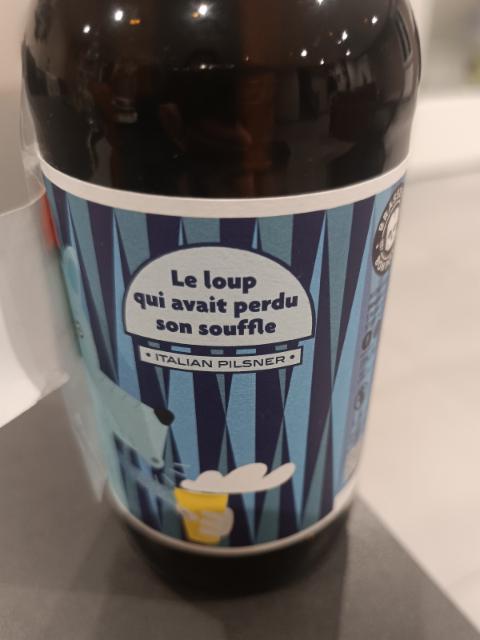 Le loup
qui avait perdu
son souffle
• ITALIAN PILSNER •